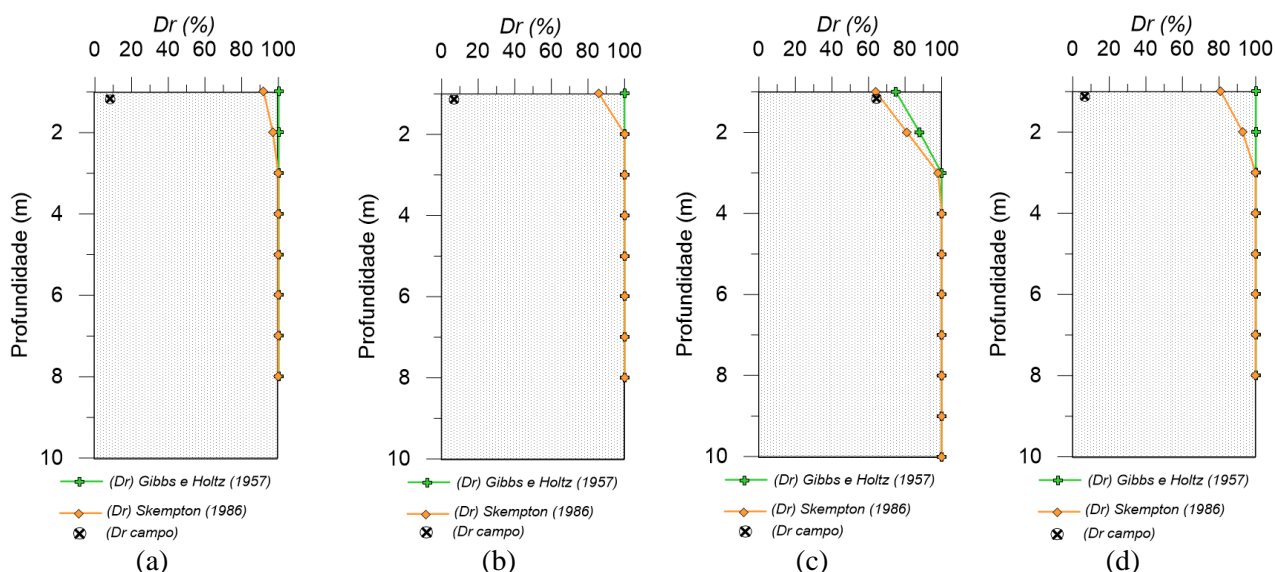 Dr (%)
0 20 40 60 80 100
Profundidade (m)
2
4
6
8
10
(Dr) Gibbs e Holtz (1957)
(Dr) Skempton (1986)
(Dr campo)
(a)
Dr (%)
0 20 40 60 80 100
Profundidade (m)
2
4
6
8
10
(Dr) Gibbs e Holtz (1957)
(Dr) Skempton (1986)
(Dr campo)
(b)
Dr (%)
0 20 40 60 80 100
Profundidade (m)
2
4
6
8
10
(Dr) Gibbs e Holtz (1957)
(Dr) Skempton (1986)
(Dr campo)
(c)
Dr (%)
0 20 40 60 80 100
Profundidade (m)
2
4
6
8
10
(Dr) Gibbs e Holtz (1957)
(Dr) Skempton (1986)
(Dr campo)
(d)